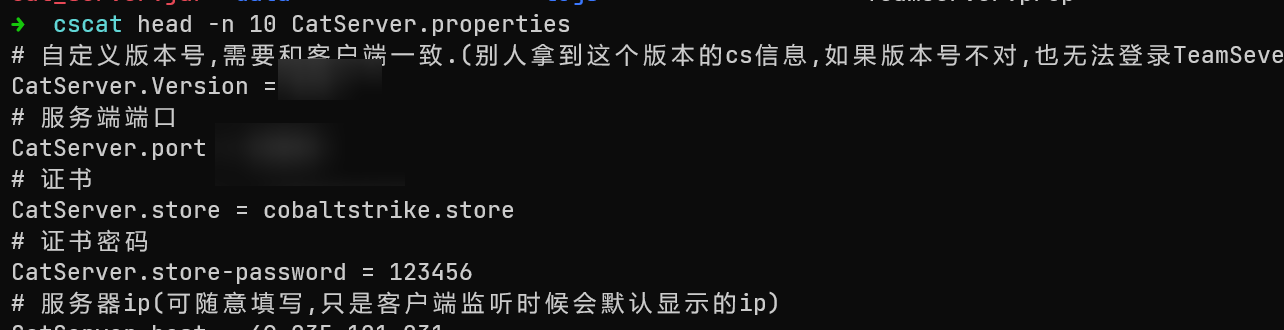 ➜ cscat head -n 10 CatServer.properties
# 自定义版本号,需要和客户端一致.(别人拿到这个版本的cs信息,如果版本号不对,也无法登录TeamSeve
CatServer.Version =
# 服务端端口
CatServer.port
# 证书
CatServer.store = cobaltstrike.store
# 证书密码
CatServer.store-password = 123456
# 服务器ip(可随意填写,只是客户端监听时候会默认显示的ip)